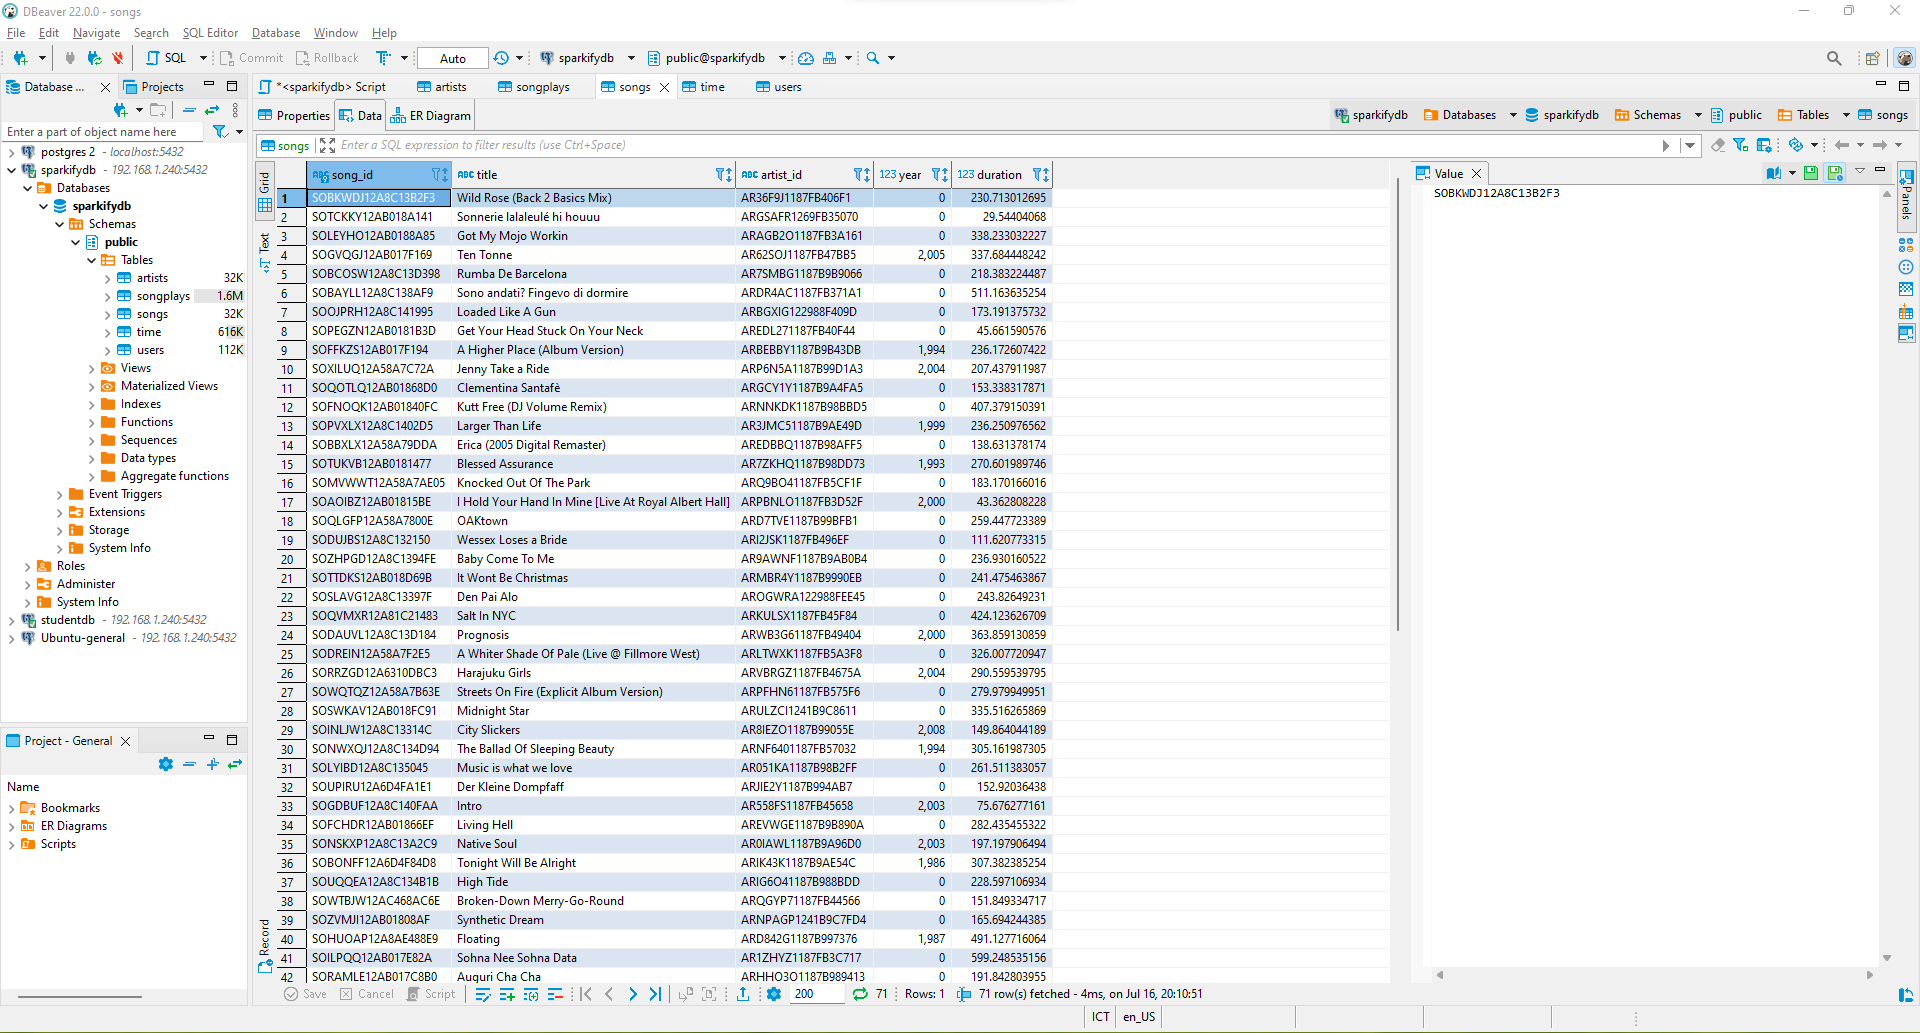 DBeaver 22.0.0 - songs
File Edit Navigate Search SQL Editor Database Window Help
SQL Commit Rollback Auto sparkifydb public@sparkifydb
Database ... Projects
*<sparkifydb> Script artists songplays songs time users
Properties Data ER Diagram
sparkifydb Databases sparkifydb Schemas public Tables songs
Enter a part of object name here
postgres 2 - localhost:5432
sparkifydb - 192.168.1.240:5432
Databases
sparkifydb
Schemas
public
Tables
artists 32K
songplays 1.6M
songs 32K
time 616K
users 112K
Views
Materialized Views
Indexes
Functions
Sequences
Data types
Aggregate functions
Event Triggers
Extensions
Storage
System Info
Roles
Administer
System Info
studentdb - 192.168.1.240:5432
Ubuntu-general - 192.168.1.240:5432
Project - General
Name
Bookmarks
ER Diagrams
Scripts
songs Enter a SQL expression to filter results (use Ctrl+Space)
Grid
Text
Record
ABC song_id ABC title ABC artist_id 123 year 123 duration
1 SOBKWDJ12A8C13B2F3 Wild Rose (Back 2 Basics Mix) AR36F9J1187FB406F1 0 230.713012695
2 SOTCKKY12AB018A141 Sonnerie lalaleulé hi houuu ARGSAFR1269FB35070 0 29.54404068
3 SOLEYHO12AB0188A85 Got My Mojo Workin ARAGB2O1187FB3A161 0 338.233032227
4 SOGVQGJ12AB017F169 Ten Tonne AR62SOJ1187FB47BB5 2,005 337.684448242
5 SOBCOSW12A8C13D398 Rumba De Barcelona AR7SMBG1187B9B9066 0 218.383224487
6 SOBAYLL12A8C138AF9 Sono andati? Fingevo di dormire ARDR4AC1187FB371A1 0 511.163635254
7 SOOJPRH12A8C141995 Loaded Like A Gun ARBGXIG122988F409D 0 173.191375732
8 SOPEGZN12AB0181B3D Get Your Head Stuck On Your Neck AREDL271187FB40F44 0 45.661590576
9 SOFFKZS12AB017F194 A Higher Place (Album Version) ARBEBBY1187B9B43DB 1,994 236.172607422
10 SOXILUQ12A58A7C72A Jenny Take a Ride ARP6N5A1187B99D1A3 2,004 207.437911987
11 SOQOTLQ12AB01868D0 Clementina Santafè ARGCY1Y1187B9A4FA5 0 153.338317871
12 SOFNOQK12AB01840FC Kutt Free (DJ Volume Remix) ARNNKDK1187B98BBD5 0 407.379150391
13 SOPVXLX12A8C1402D5 Larger Than Life AR3JMC51187B9AE49D 1,999 236.250976562
14 SOBBXLX12A58A79DDA Erica (2005 Digital Remaster) AREDBBQ1187B98AFF5 0 138.631378174
15 SOTUKVB12AB0181477 Blessed Assurance AR7ZKHQ1187B98DD73 1,993 270.601989746
16 SOMVWWT12A58A7AE05 Knocked Out Of The Park ARQ9BO41187FB5CF1F 0 183.170166016
17 SOAOIBZ12AB01815BE I Hold Your Hand In Mine [Live At Royal Albert Hall] ARPBNLO1187FB3D52F 2,000 43.362808228
18 SOQLGFP12A58A7800E OAKtown ARD7TVE1187B99BFB1 0 259.447723389
19 SODUJBS12A8C132150 Wessex Loses a Bride ARI2JSK1187FB496EF 0 111.620773315
20 SOZHPGD12A8C1394FE Baby Come To Me AR9AWNF1187B9AB0B4 0 236.930160522
21 SOTTDKS12AB018D69B It Wont Be Christmas ARMBR4Y1187B9990EB 0 241.475463867
22 SOSLAVG12A8C13397F Den Pai Alo AROGWRA122988FEE45 0 243.82649231
23 SOQVMXR12A81C21483 Salt In NYC ARKULSX1187FB45F84 0 424.123626709
24 SODAUVL12A8C13D184 Prognosis ARWB3G61187FB49404 2,000 363.859130859
25 SODREIN12A58A7F2E5 A Whiter Shade Of Pale (Live @ Fillmore West) ARLTWXK1187FB5A3F8 0 326.007720947
26 SORRZGD12A6310DBC3 Harajuku Girls ARVBRGZ1187FB4675A 2,004 290.559539795
27 SOWQTQZ12A58A7B63E Streets On Fire (Explicit Album Version) ARPFHN61187FB575F6 0 279.979949951
28 SOSWKAV12AB018FC91 Midnight Star ARULZCI1241B9C8611 0 335.516265869
29 SOINLJW12A8C13314C City Slickers AR8IEZO1187B99055E 2,008 149.864044189
30 SONWXQJ12A8C134D94 The Ballad Of Sleeping Beauty ARNF6401187FB57032 1,994 305.161987305
31 SOLYIBD12A8C135045 Music is what we love AR051KA1187B98B2FF 0 261.511383057
32 SOUPIRU12A6D4FA1E1 Der Kleine Dompfaff ARJIE2Y1187B994AB7 0 152.92036438
33 SOGDBUF12A8C140FAA Intro AR558FS1187FB45658 2,003 75.676277161
34 SOFCHDR12AB01866EF Living Hell AREVWGE1187B9B890A 0 282.435455322
35 SONSKXP12A8C13A2C9 Native Soul AR0IAWL1187B9A96D0 2,003 197.197906494
36 SOBONFF12A6D4F84D8 Tonight Will Be Alright ARIK43K1187B9AE54C 1,986 307.382385254
37 SOUQQEA12A8C134B1B High Tide ARIG6O41187B988BDD 0 228.597106934
38 SOWTBJW12AC468AC6E Broken-Down Merry-Go-Round ARQGYP71187FB44566 0 151.849334717
39 SOZVMJI12AB01808AF Synthetic Dream ARNPAGP1241B9C7FD4 0 165.694244385
40 SOHUOAP12A8AE488E9 Floating ARD842G1187B997376 1,987 491.127716064
41 SOILPQQ12AB017E82A Sohna Nee Sohna Data AR1ZHYZ1187FB3C717 0 599.248535156
42 SORAMLE12AB017C8B0 Auguri Cha Cha ARHHO3O1187B989413 0 191.842803955
Value
SOBKWDJ12A8C13B2F3
Panels
Save Cancel Script 200 71 Rows: 1 71 row(s) fetched - 4ms, on Jul 16, 20:10:51
ICT en_US